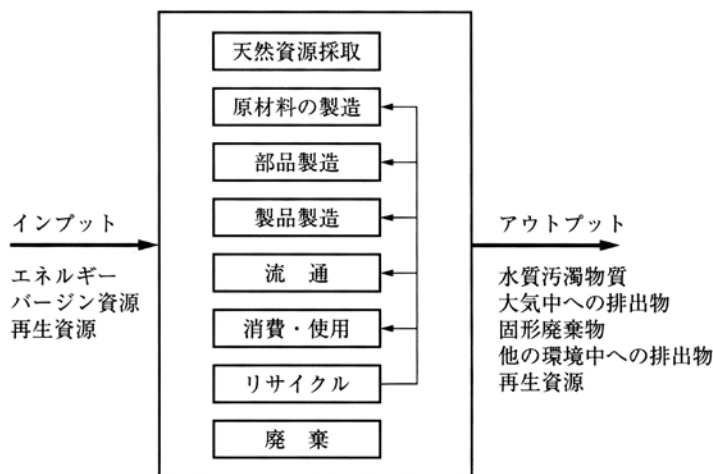 天然資源採取
原材料の製造
部品製造
製品製造
流　通
消費・使用
リサイクル
廃　棄
インプット
エネルギー
バージン資源
再生資源
アウトプット
水質汚濁物質
大気中への排出物
固形廃棄物
他の環境中への排出物
再生資源